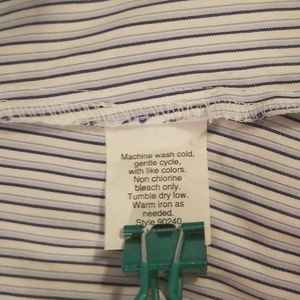 Machine wash cold,
gentle cycle,
with like colors.
Non chlorine
bleach only.
Tumble dry low.
Warm iron as
needed.
Style 90240